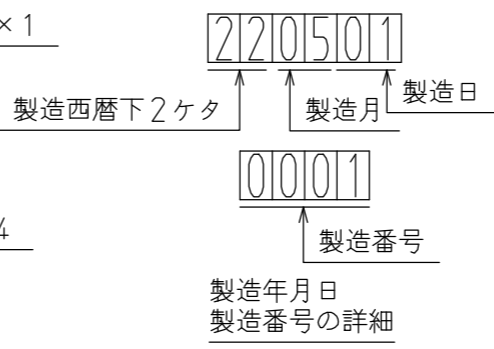 ×1
220501
製造西暦下2ケタ
製造月
製造日
0001
4
製造番号
製造年月日
製造番号の詳細